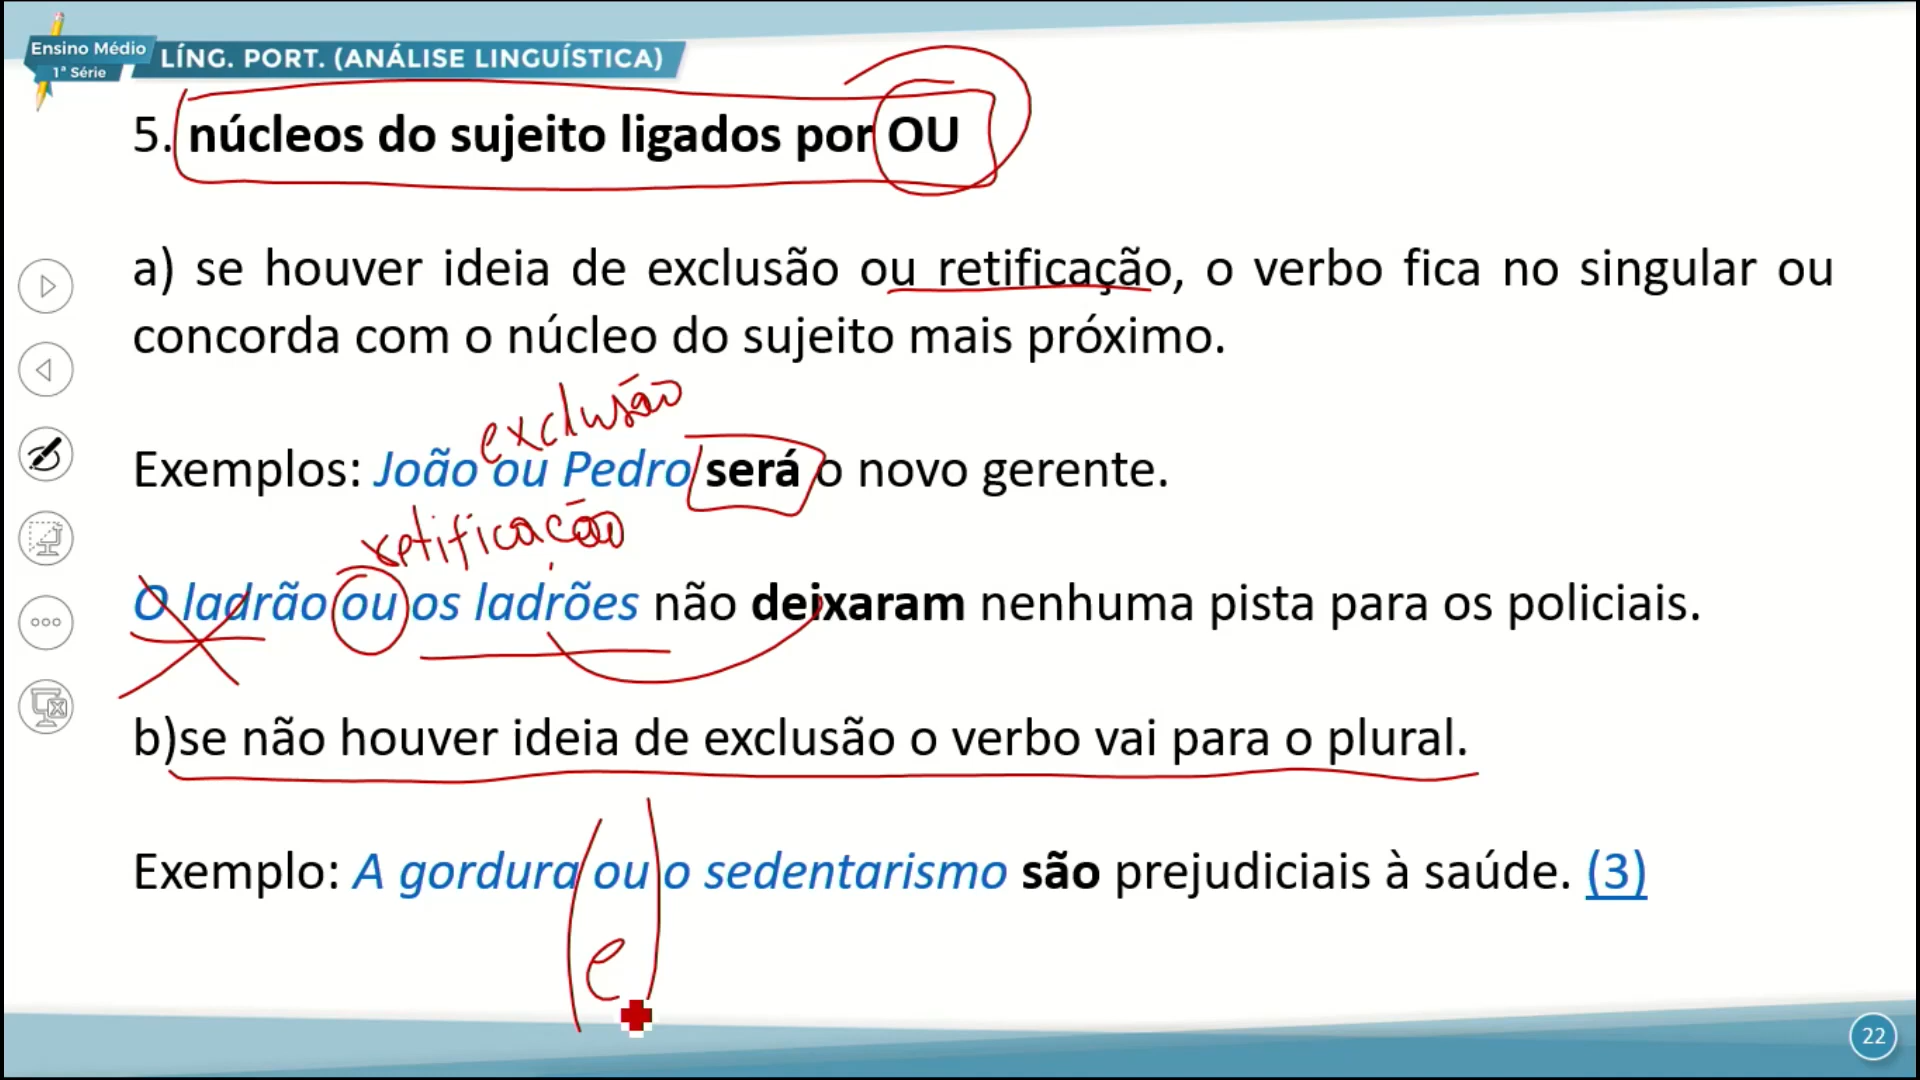 Ensino Médio
1ª Série
LÍNG. PORT. (ANÁLISE LINGUÍSTICA)
5. núcleos do sujeito ligados por OU
a) se houver ideia de exclusão ou retificação, o verbo fica no singular ou
concorda com o núcleo do sujeito mais próximo.
exclusão
Exemplos: João ou Pedro será o novo gerente.
retificação
O ladrão ou os ladrões não deixaram nenhuma pista para os policiais.
b)se não houver ideia de exclusão o verbo vai para o plural.
Exemplo: A gordura ou o sedentarismo são prejudiciais à saúde. (3)
e
22